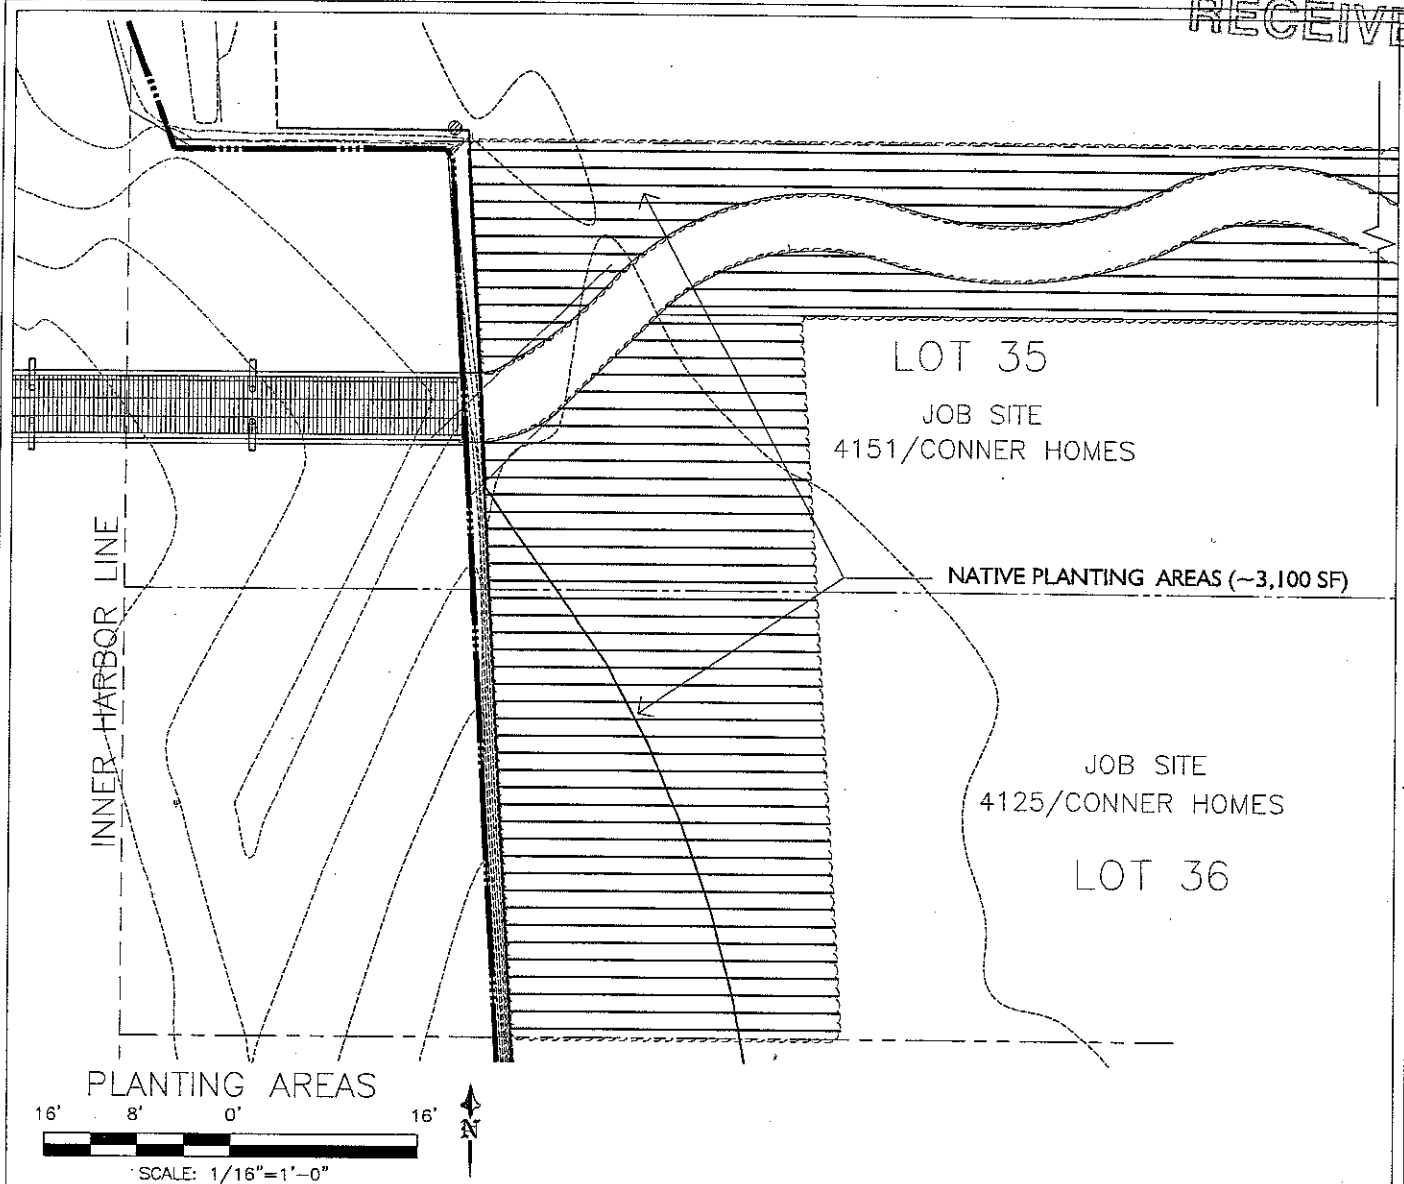 RECEIVE
LOT 35
JOB SITE
4151/CONNER HOMES
NATIVE PLANTING AREAS (~3,100 SF)
INNER HARBOR LINE
JOB SITE
4125/CONNER HOMES
LOT 36
PLANTING AREAS
16' 8' 0' 16'
N
SCALE: 1/16"=1'-0"